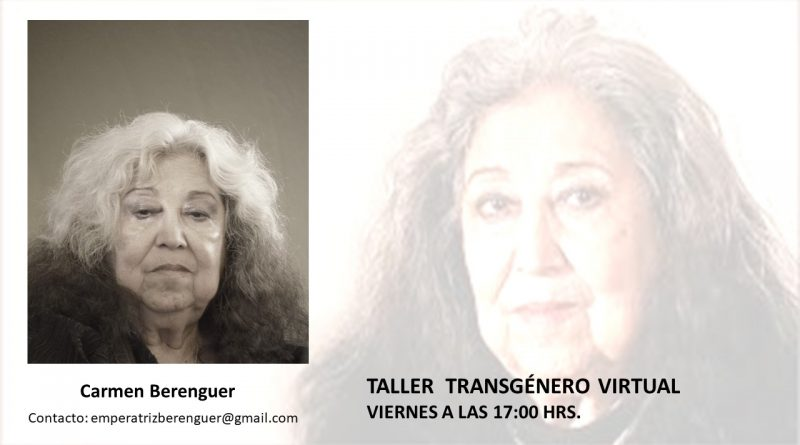 Carmen Berenguer
Contacto: emperatrizberenguer@gmail.com
TALLER TRANSGÉNERO VIRTUAL
VIERNES A LAS 17:00 HRS.